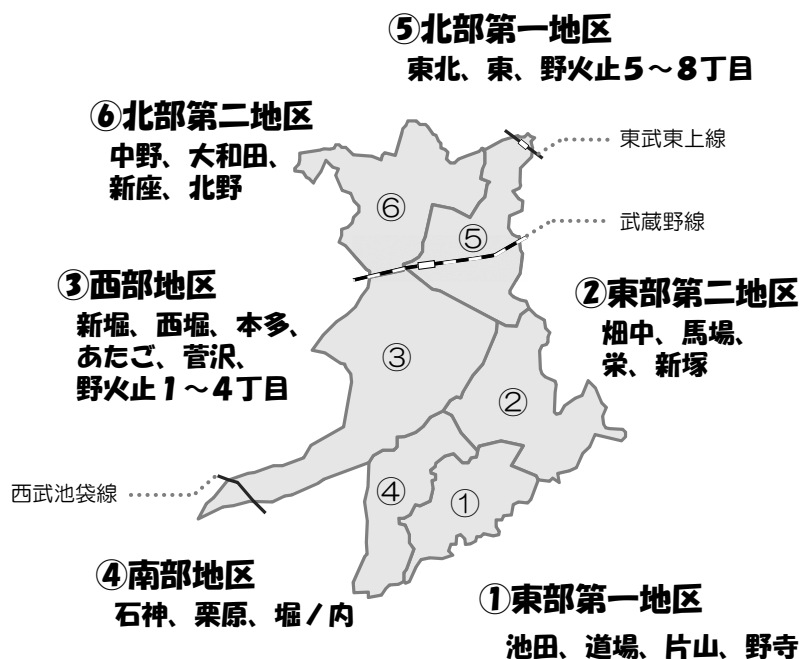 ⑤北部第一地区
東北、東、野火止5～8丁目
⑥北部第二地区
中野、大和田、
新座、北野
東武東上線
武蔵野線
⑥
⑤
③西部地区
新堀、西堀、本多、
あたご、菅沢、
野火止1～4丁目
②東部第二地区
畑中、馬場、
栄、新塚
③
②
西武池袋線
④
①
④南部地区
石神、栗原、堀ノ内
①東部第一地区
池田、道場、片山、野寺